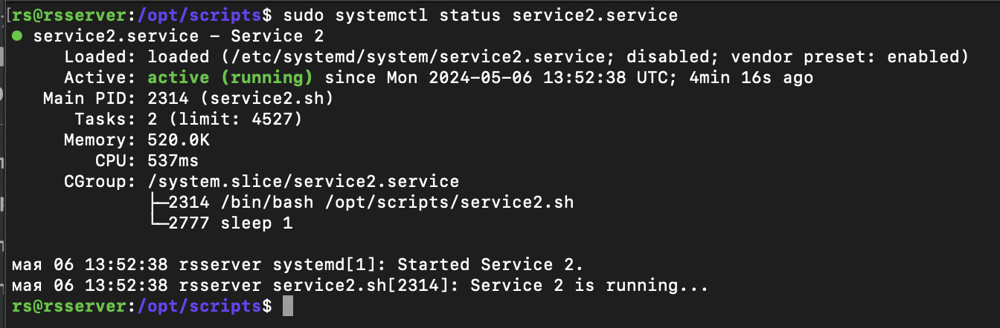 [rs@rsserver:/opt/scripts$ sudo systemctl status service2.service
● service2.service – Service 2
Loaded: loaded (/etc/systemd/system/service2.service; disabled; vendor preset: enabled)
Active: active (running) since Mon 2024-05-06 13:52:38 UTC; 4min 16s ago
Main PID: 2314 (service2.sh)
Tasks: 2 (limit: 4527)
Memory: 520.0K
CPU: 537ms
CGroup: /system.slice/service2.service
├─2314 /bin/bash /opt/scripts/service2.sh
└─2777 sleep 1
мая 06 13:52:38 rsserver systemd[1]: Started Service 2.
мая 06 13:52:38 rsserver service2.sh[2314]: Service 2 is running...
rs@rsserver:/opt/scripts$